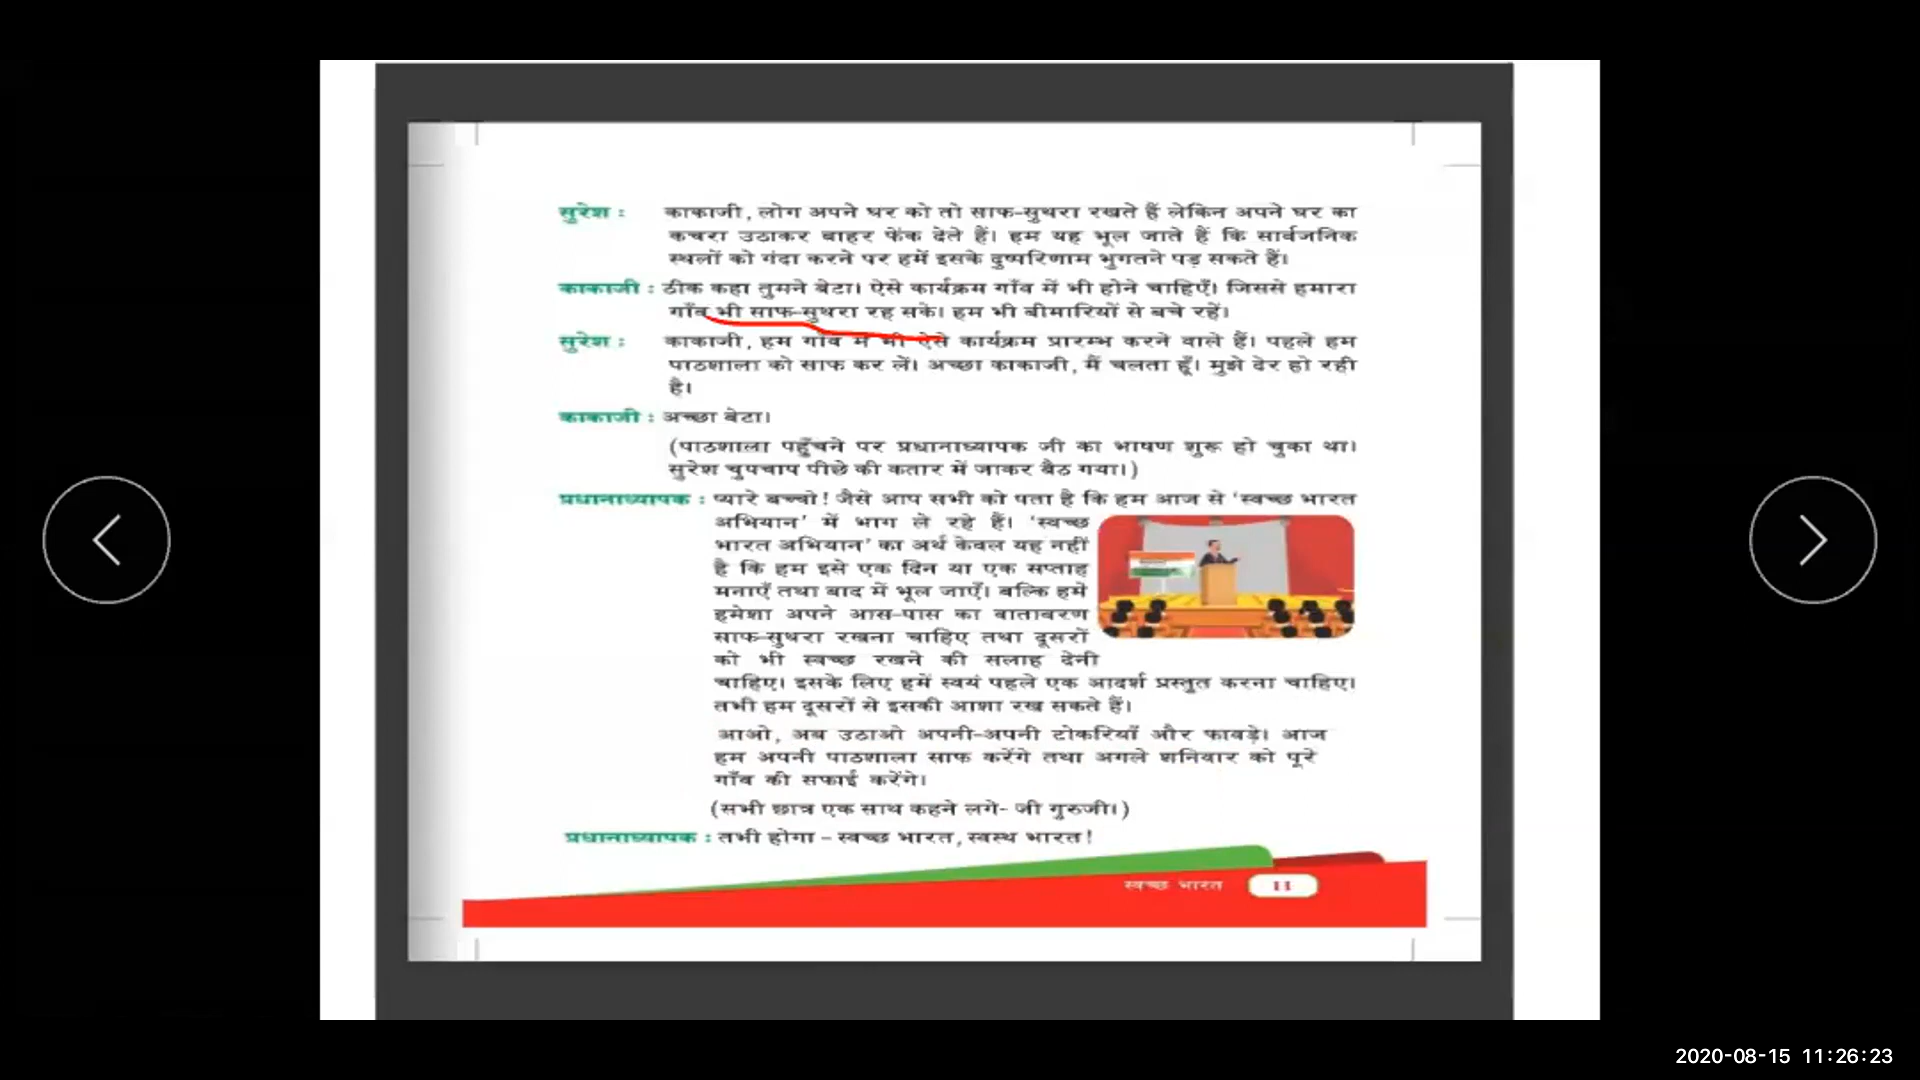 सुरेश : काकाजी, लोग अपने घर को तो साफ-सुथरा रखते हैं लेकिन अपने घर का
कचरा उठाकर बाहर फेंक देते हैं। हम यह भूल जाते हैं कि सार्वजनिक
स्थलों को गंदा करने पर हमें इसके दुष्परिणाम भुगतने पड़ सकते हैं।
काकाजी : ठीक कहा तुमने बेटा। ऐसे कार्यक्रम गाँव में भी होने चाहिएँ। जिससे हमारा
गाँव भी साफ-सुथरा रह सके। हम भी बीमारियों से बचे रहें।
सुरेश : काकाजी, हम गाँव में भी ऐसे कार्यक्रम प्रारम्भ करने वाले हैं। पहले हम
पाठशाला को साफ कर लें। अच्छा काकाजी, मैं चलता हूँ। मुझे देर हो रही
है।
काकाजी : अच्छा बेटा।
(पाठशाला पहुँचने पर प्रधानाध्यापक जी का भाषण शुरू हो चुका था।
सुरेश चुपचाप पीछे की कतार में जाकर बैठ गया।)
प्रधानाध्यापक : प्यारे बच्चो! जैसे आप सभी को पता है कि हम आज से ‘स्वच्छ भारत
अभियान’ में भाग ले रहे हैं। ‘स्वच्छ
भारत अभियान’ का अर्थ केवल यह नहीं
है कि हम इसे एक दिन या एक सप्ताह
मनाएँ तथा बाद में भूल जाएँ। बल्कि हमें
हमेशा अपने आस-पास का वातावरण
साफ-सुथरा रखना चाहिए तथा दूसरों
को भी स्वच्छ रखने की सलाह देनी
चाहिए। इसके लिए हमें स्वयं पहले एक आदर्श प्रस्तुत करना चाहिए।
तभी हम दूसरों से इसकी आशा रख सकते हैं।
आओ, अब उठाओ अपनी-अपनी टोकरियाँ और फावड़े। आज
हम अपनी पाठशाला साफ करेंगे तथा अगले शनिवार को पूरे
गाँव की सफाई करेंगे।
(सभी छात्र एक साथ कहने लगे- जी गुरुजी।)
प्रधानाध्यापक : तभी होगा – स्वच्छ भारत, स्वस्थ भारत!
स्वच्छ भारत 11
2020-08-15 11:26:23